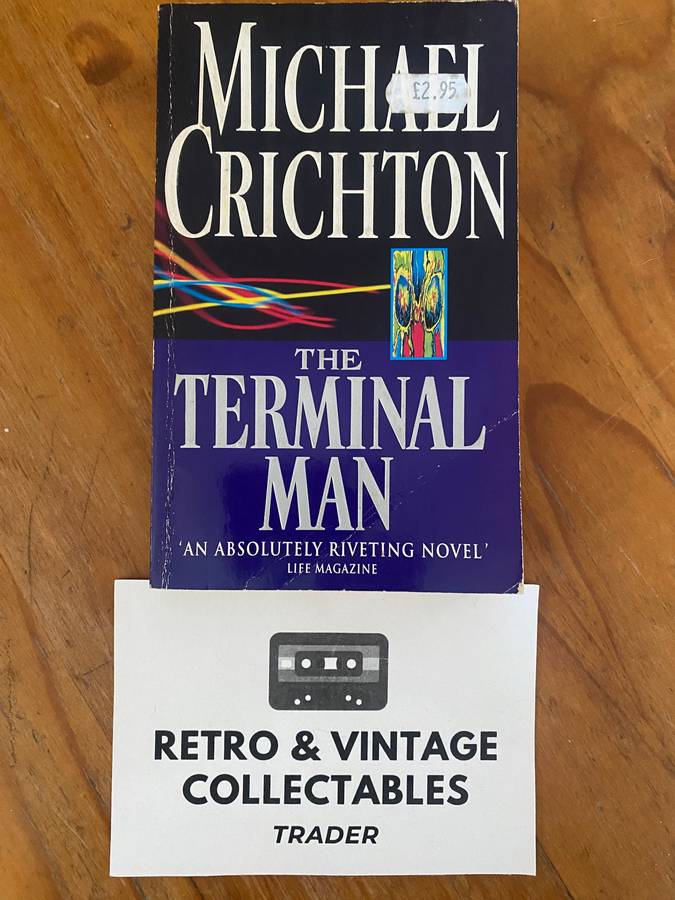 MICHAEL
£2.95
CRICHTON
THE
TERMINAL
MAN
'AN ABSOLUTELY RIVETING NOVEL'
LIFE MAGAZINE
RETRO & VINTAGE
COLLECTABLES
TRADER